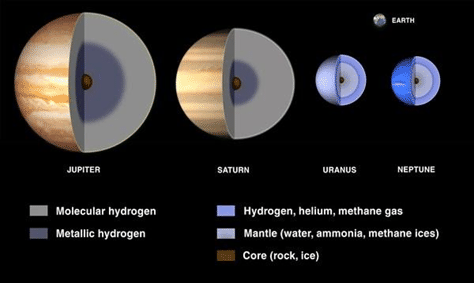 EARTH
JUPITER
SATURN
URANUS
NEPTUNE
Molecular hydrogen
Metallic hydrogen
Hydrogen, helium, methane gas
Mantle (water, ammonia, methane ices)
Core (rock, ice)